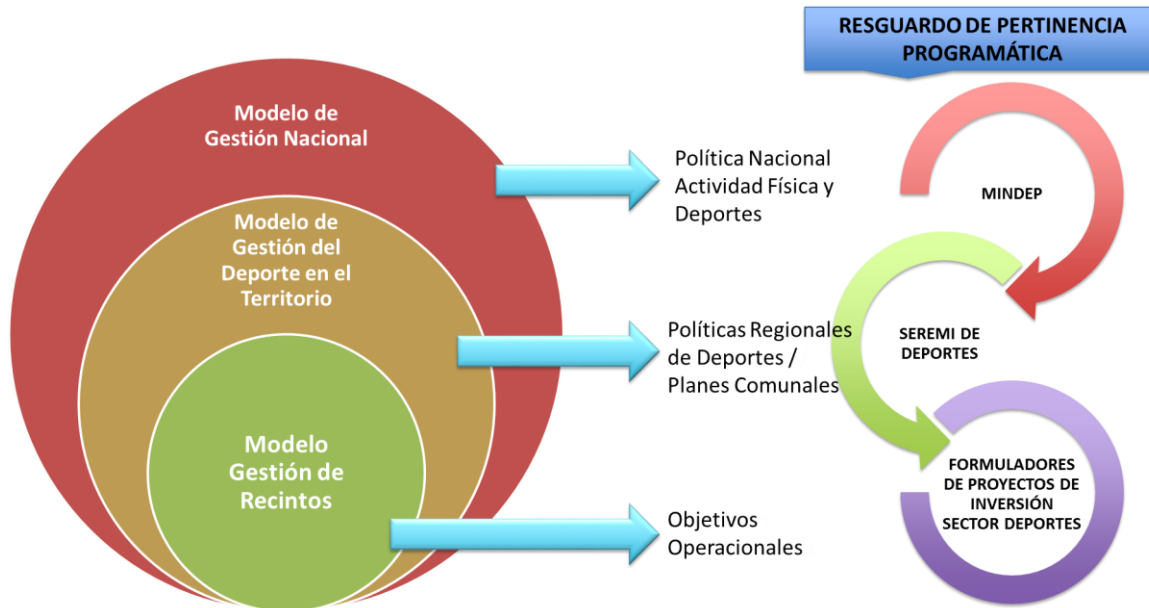 RESGUARDO DE PERTINENCIA
PROGRAMÁTICA
Modelo de
Gestión Nacional
Política Nacional
Actividad Física y
Deportes
MINDEP
Modelo de
Gestión del
Deporte en el
Territorio
Políticas Regionales
de Deportes /
Planes Comunales
SEREMI DE
DEPORTES
Modelo
Gestión de
Recintos
Objetivos
Operacionales
FORMULADORES
DE PROYECTOS DE
INVERSIÓN
SECTOR DEPORTES